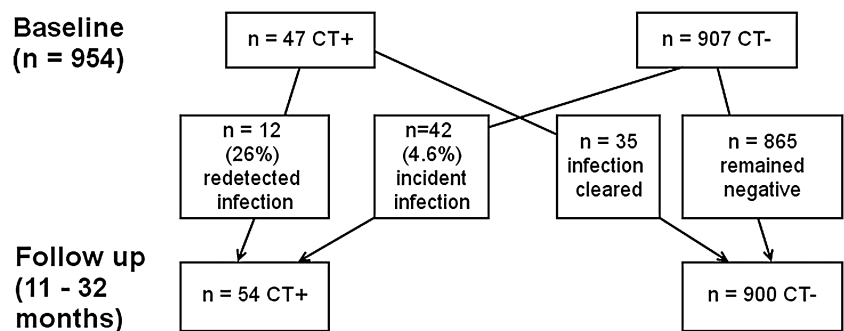 Baseline
(n = 954)
n = 47 CT+
n = 907 CT-
n = 12
(26%)
redetected
infection
n=42
(4.6%)
incident
infection
n = 35
infection
cleared
n = 865
remained
negative
Follow up
(11 - 32
months)
n = 54 CT+
n = 900 CT-